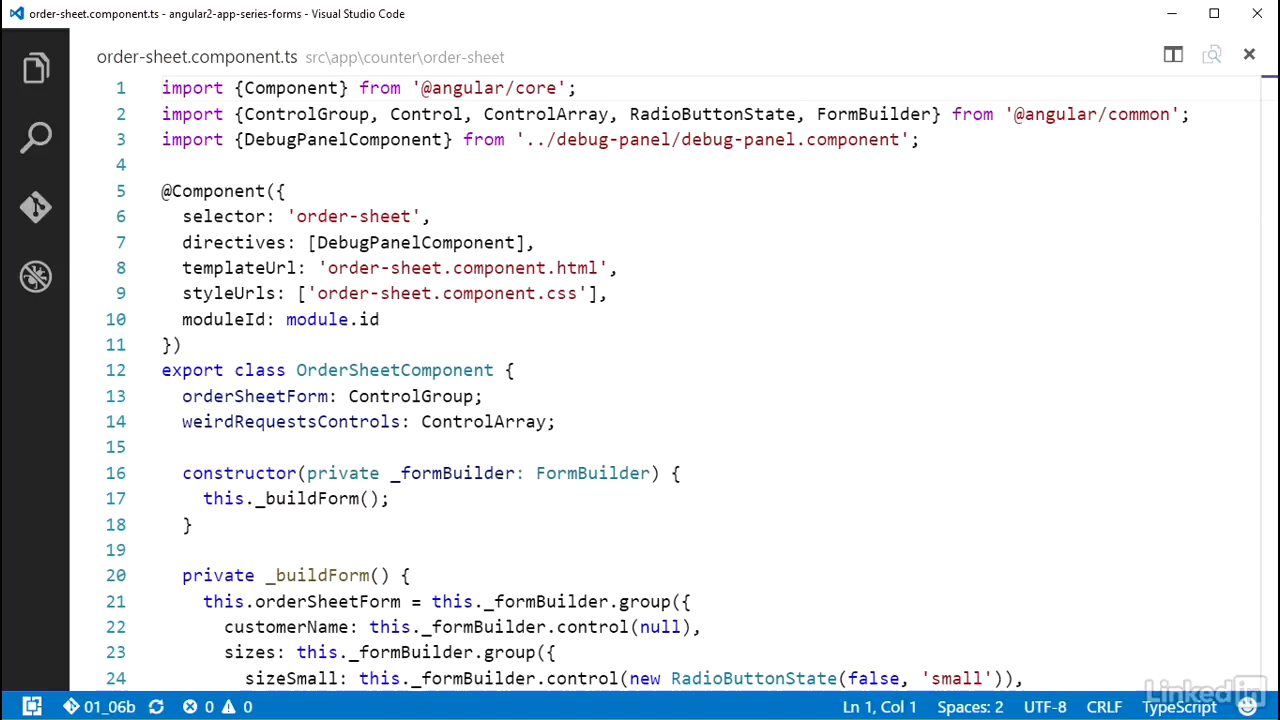 order-sheet.component.ts - angular2-app-series-forms - Visual Studio Code
order-sheet.component.ts src\app\counter\order-sheet
1 import {Component} from '@angular/core';
2 import {ControlGroup, Control, ControlArray, RadioButtonState, FormBuilder} from '@angular/common';
3 import {DebugPanelComponent} from '../debug-panel/debug-panel.component';
4
5 @Component({
6   selector: 'order-sheet',
7   directives: [DebugPanelComponent],
8   templateUrl: 'order-sheet.component.html',
9   styleUrls: ['order-sheet.component.css'],
10   moduleId: module.id
11 })
12 export class OrderSheetComponent {
13   orderSheetForm: ControlGroup;
14   weirdRequestsControls: ControlArray;
15
16   constructor(private _formBuilder: FormBuilder) {
17     this._buildForm();
18   }
19
20   private _buildForm() {
21     this.orderSheetForm = this._formBuilder.group({
22       customerName: this._formBuilder.control(null),
23       sizes: this._formBuilder.group({
24         sizeSmall: this._formBuilder.control(new RadioButtonState(false, 'small')),
Linked in
01_06b 0 0 Ln 1, Col 1 Spaces: 2 UTF-8 CRLF TypeScript